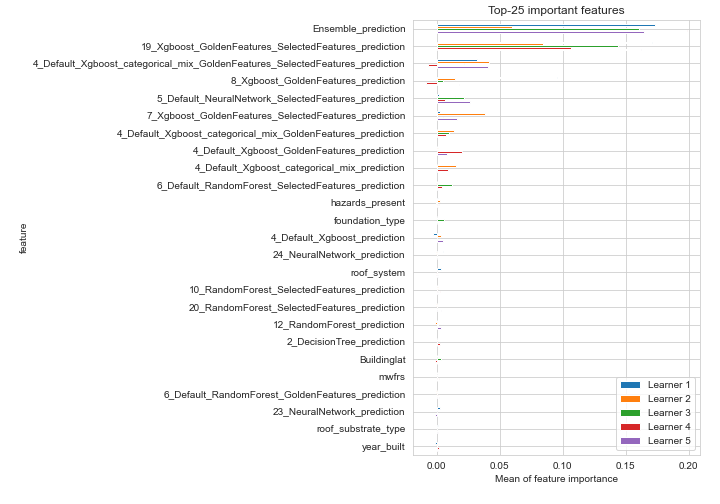 Top-25 important features
Ensemble_prediction
19_Xgboost_GoldenFeatures_SelectedFeatures_prediction
4_Default_Xgboost_categorical_mix_GoldenFeatures_SelectedFeatures_prediction
8_Xgboost_GoldenFeatures_prediction
5_Default_NeuralNetwork_SelectedFeatures_prediction
7_Xgboost_GoldenFeatures_SelectedFeatures_prediction
4_Default_Xgboost_categorical_mix_GoldenFeatures_prediction
4_Default_Xgboost_GoldenFeatures_prediction
4_Default_Xgboost_categorical_mix_prediction
6_Default_RandomForest_SelectedFeatures_prediction
hazards_present
foundation_type
feature
4_Default_Xgboost_prediction
24_NeuralNetwork_prediction
roof_system
10_RandomForest_SelectedFeatures_prediction
20_RandomForest_SelectedFeatures_prediction
12_RandomForest_prediction
2_DecisionTree_prediction
Buildinglat
mwfrs
6_Default_RandomForest_GoldenFeatures_prediction
23_NeuralNetwork_prediction
roof_substrate_type
year_built
Learner 1
Learner 2
Learner 3
Learner 4
Learner 5
0.00 0.05 0.10 0.15 0.20
Mean of feature importance